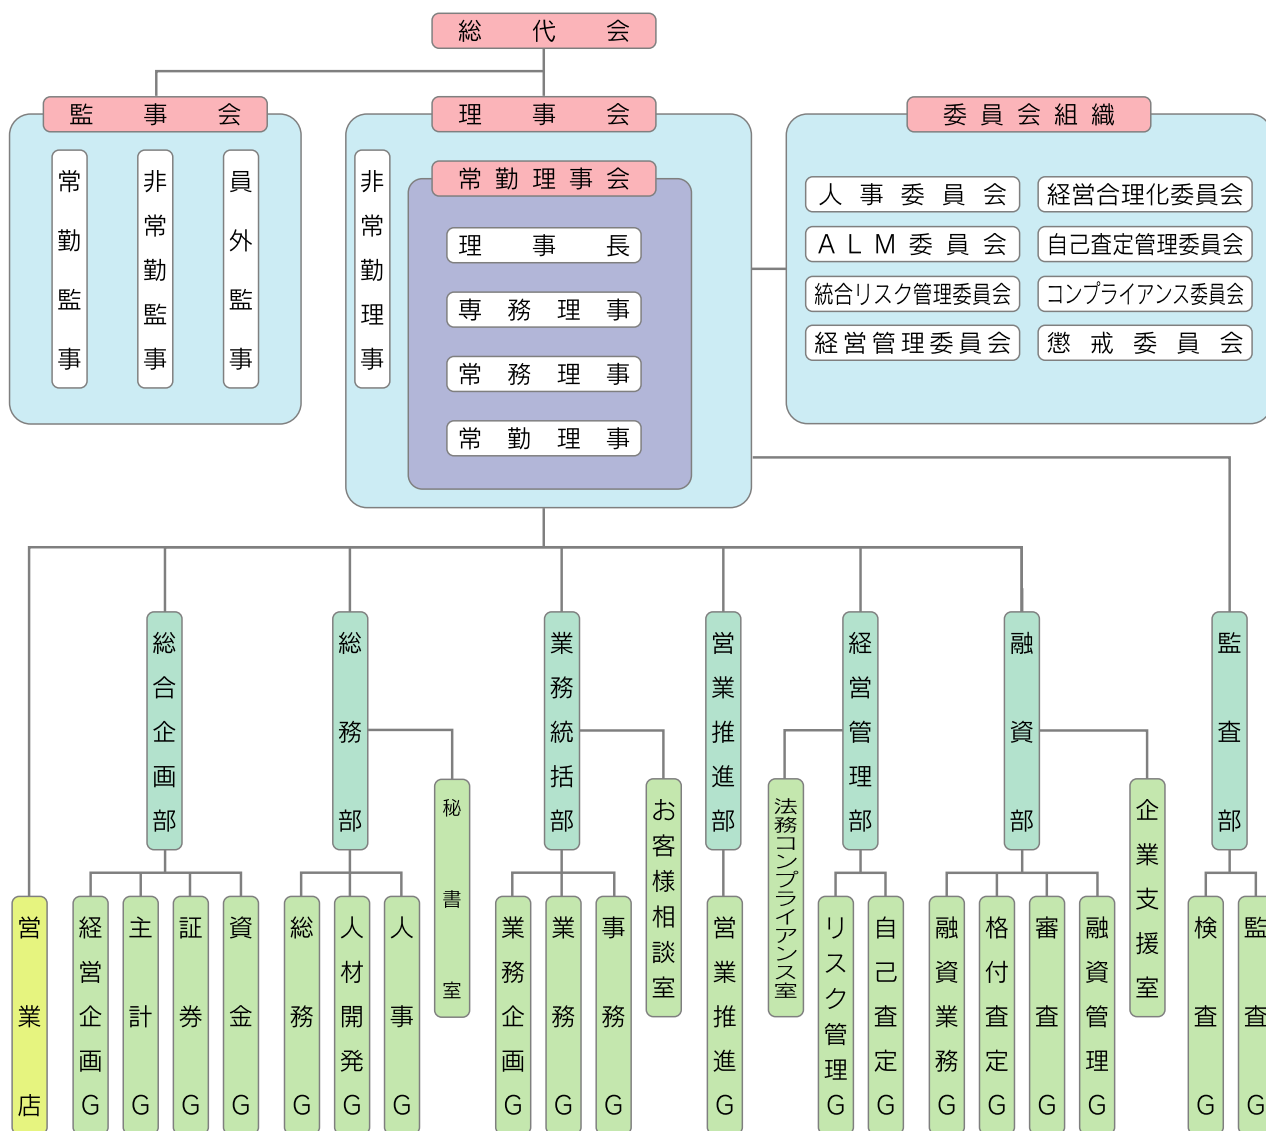 総代会
監事会
常勤監事
非常勤監事
員外監事
理事会
非常勤理事
常勤理事会
理事長
専務理事
常務理事
常勤理事
委員会組織
人事委員会
経営合理化委員会
ALM委員会
自己査定管理委員会
統合リスク管理委員会
コンプライアンス委員会
経営管理委員会
懲戒委員会
営業店
総合企画部
経営企画G
主計G
証券G
資金G
総務部
秘書室
総務G
人材開発G
人事G
業務統括部
お客様相談室
業務企画G
業務G
事務G
営業推進部
営業推進G
経営管理部
法務コンプライアンス室
リスク管理G
自己査定G
融資部
企業支援室
融資業務G
格付査定G
審査G
融資管理G
監査部
検査G
監査G